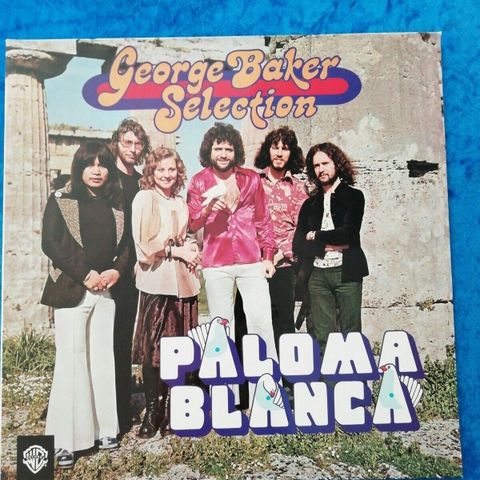 George Baker
Selection
PALOMA
BLANCA